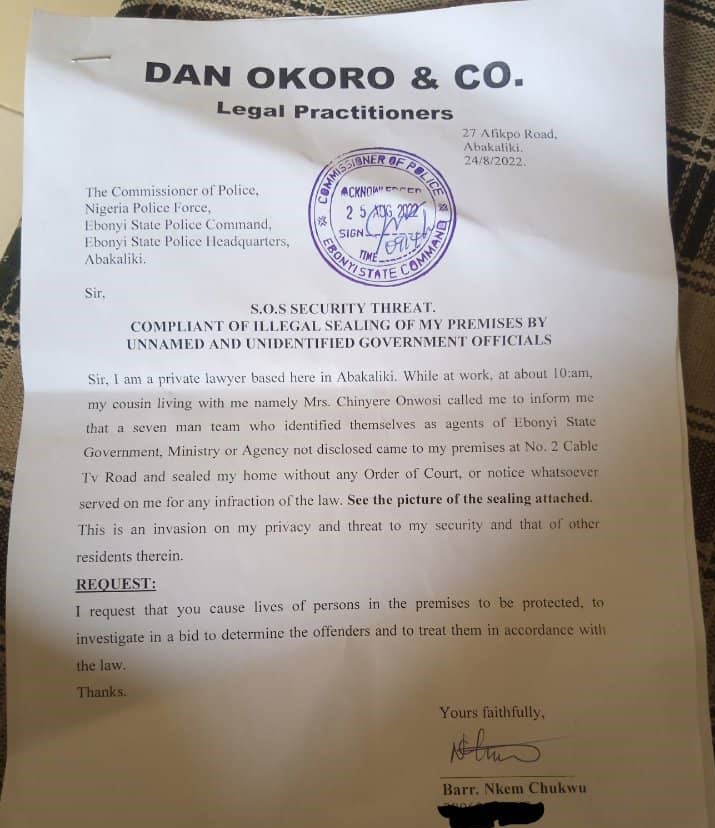 DAN OKORO & CO.
Legal Practitioners
27 Afikpo Road,
Abakaliki.
24/8/2022.
The Commissioner of Police,
Nigeria Police Force,
Ebonyi State Police Command,
Ebonyi State Police Headquarters,
Abakaliki.
COMMISSIONER OF POLICE
ACKNOWLEDGED
25 AUG 2022
SIGN
TIME
EBONYI STATE COMMAND
Sir,
S.O.S SECURITY THREAT.
COMPLIANT OF ILLEGAL SEALING OF MY PREMISES BY
UNNAMED AND UNIDENTIFIED GOVERNMENT OFFICIALS
Sir, I am a private lawyer based here in Abakaliki. While at work, at about 10:am,
my cousin living with me namely Mrs. Chinyere Onwosi called me to inform me
that a seven man team who identified themselves as agents of Ebonyi State
Government, Ministry or Agency not disclosed came to my premises at No. 2 Cable
Tv Road and sealed my home without any Order of Court, or notice whatsoever
served on me for any infraction of the law. See the picture of the sealing attached.
This is an invasion on my privacy and threat to my security and that of other
residents therein.
REQUEST:
I request that you cause lives of persons in the premises to be protected, to
investigate in a bid to determine the offenders and to treat them in accordance with
the law.
Thanks.
Yours faithfully,
Barr. Nkem Chukwu